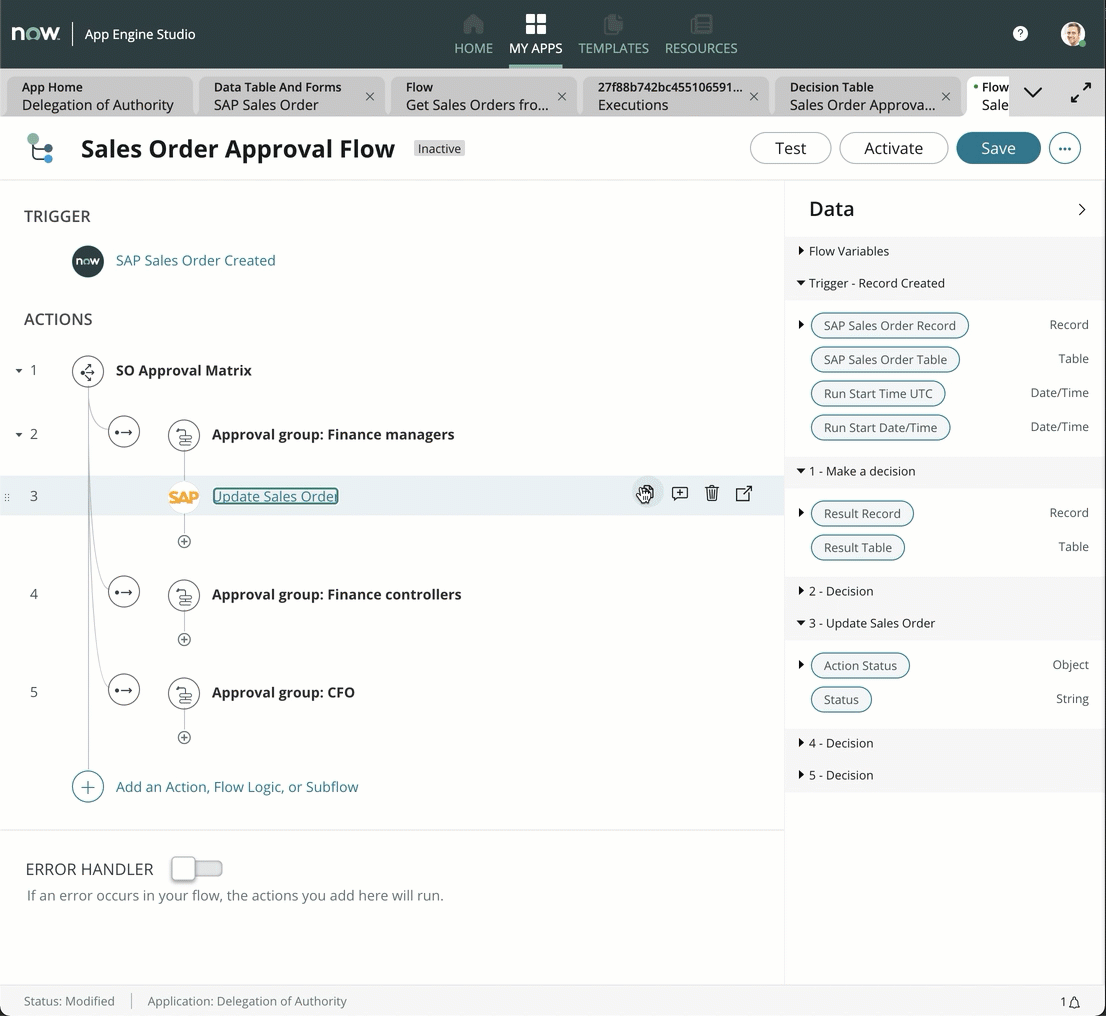 now
App Engine Studio
HOME
MY APPS
TEMPLATES
RESOURCES
?
App Home
Delegation of Authority
Data Table And Forms
SAP Sales Order
Flow
Get Sales Orders fro...
27f88b742bc455106591...
Executions
Decision Table
Sales Order Approva...
Flow
Sale
Sales Order Approval Flow
Inactive
Test
Activate
Save
TRIGGER
now
SAP Sales Order Created
ACTIONS
1
SO Approval Matrix
2
Approval group: Finance managers
3
SAP
Update Sales Order
4
Approval group: Finance controllers
5
Approval group: CFO
Add an Action, Flow Logic, or Subflow
ERROR HANDLER
If an error occurs in your flow, the actions you add here will run.
Data
Flow Variables
Trigger - Record Created
SAP Sales Order Record Record
SAP Sales Order Table Table
Run Start Time UTC Date/Time
Run Start Date/Time Date/Time
1 - Make a decision
Result Record Record
Result Table Table
2 - Decision
3 - Update Sales Order
Action Status Object
Status String
4 - Decision
5 - Decision
Status: Modified
Application: Delegation of Authority
1